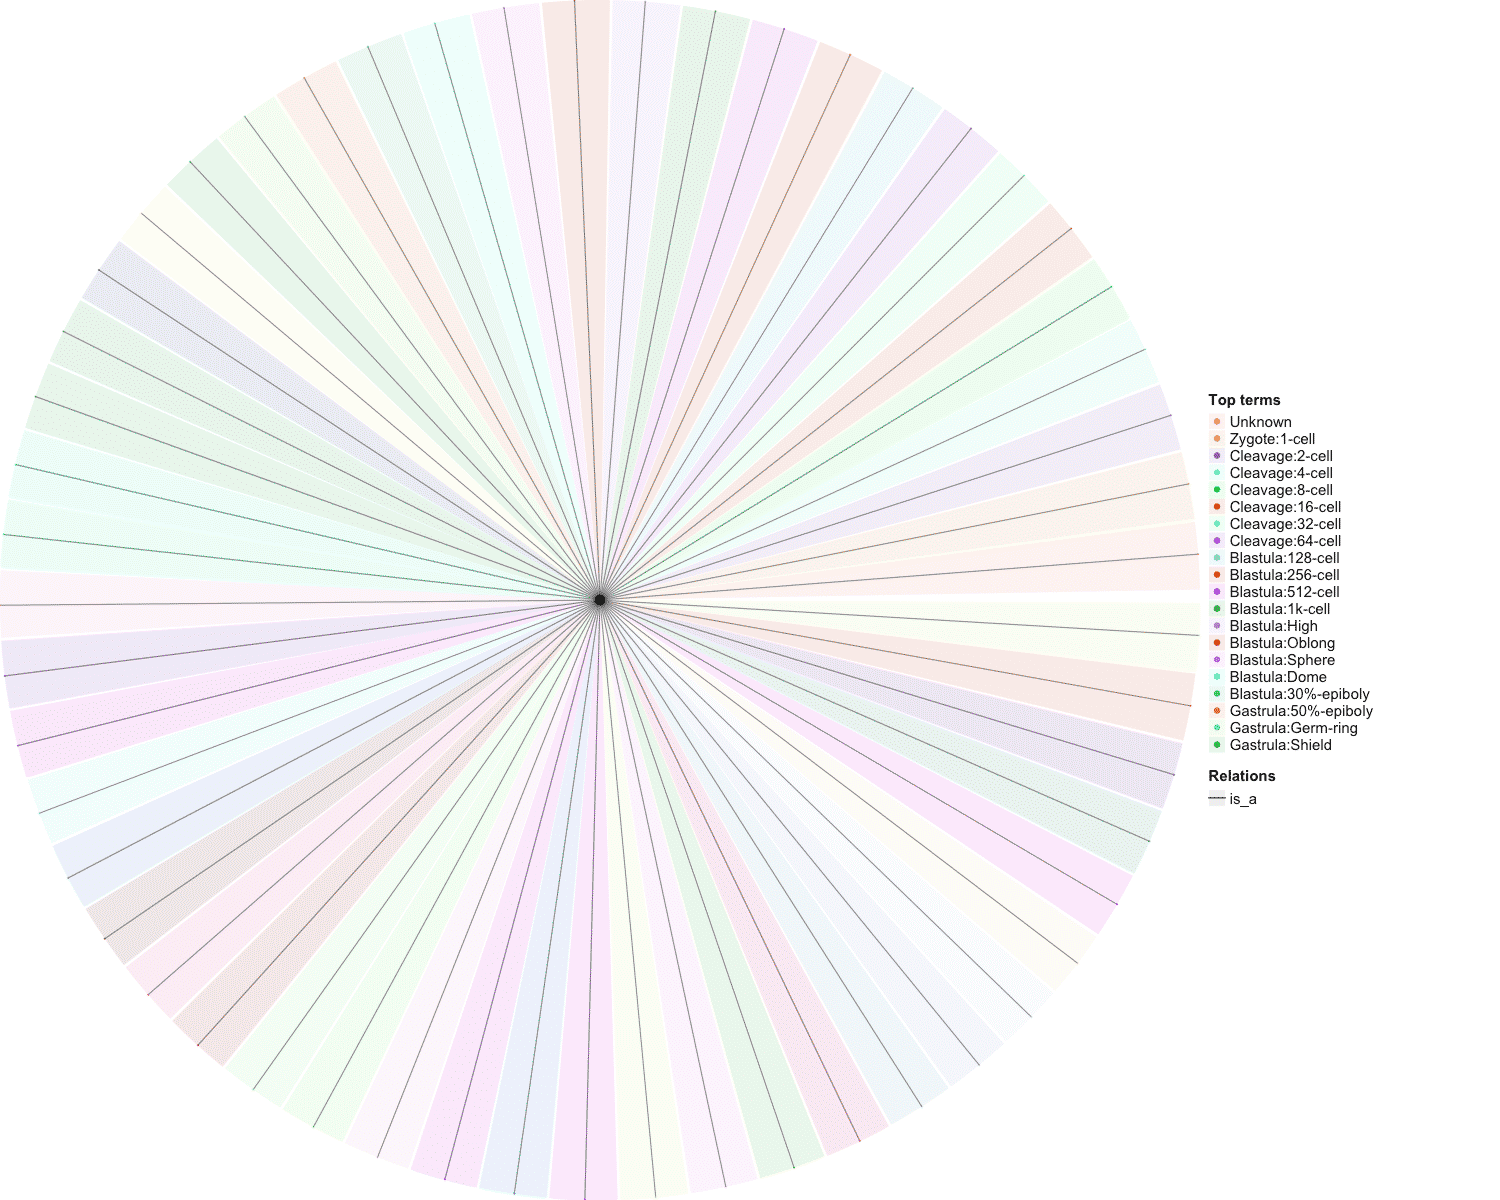 Top terms
Unknown
Zygote:1-cell
Cleavage:2-cell
Cleavage:4-cell
Cleavage:8-cell
Cleavage:16-cell
Cleavage:32-cell
Cleavage:64-cell
Blastula:128-cell
Blastula:256-cell
Blastula:512-cell
Blastula:1k-cell
Blastula:High
Blastula:Oblong
Blastula:Sphere
Blastula:Dome
Blastula:30%-epiboly
Gastrula:50%-epiboly
Gastrula:Germ-ring
Gastrula:Shield
Relations
is_a